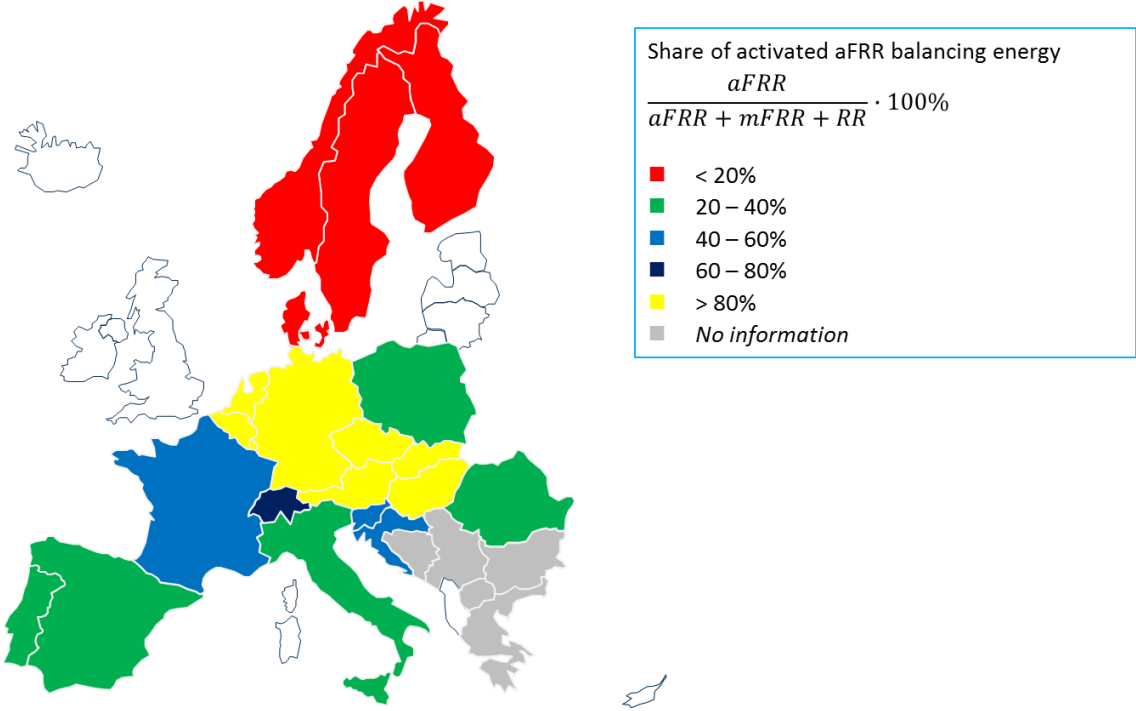 Share of activated aFRR balancing energy
aFRR
aFRR + mFRR + RR
· 100%
< 20%
20 – 40%
40 – 60%
60 – 80%
> 80%
No information